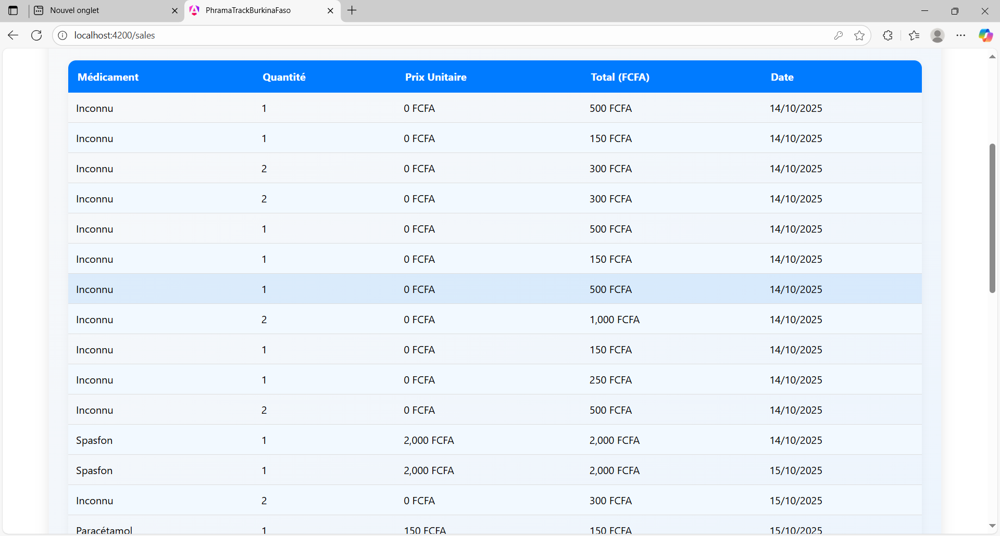 Nouvel onglet
PhramaTrackBurkinaFaso
localhost:4200/sales
Médicament Quantité Prix Unitaire Total (FCFA) Date
Inconnu 1 0 FCFA 500 FCFA 14/10/2025
Inconnu 1 0 FCFA 150 FCFA 14/10/2025
Inconnu 2 0 FCFA 300 FCFA 14/10/2025
Inconnu 2 0 FCFA 300 FCFA 14/10/2025
Inconnu 1 0 FCFA 500 FCFA 14/10/2025
Inconnu 1 0 FCFA 150 FCFA 14/10/2025
Inconnu 1 0 FCFA 500 FCFA 14/10/2025
Inconnu 2 0 FCFA 1,000 FCFA 14/10/2025
Inconnu 1 0 FCFA 150 FCFA 14/10/2025
Inconnu 1 0 FCFA 250 FCFA 14/10/2025
Inconnu 2 0 FCFA 500 FCFA 14/10/2025
Spasfon 1 2,000 FCFA 2,000 FCFA 14/10/2025
Spasfon 1 2,000 FCFA 2,000 FCFA 15/10/2025
Inconnu 2 0 FCFA 300 FCFA 15/10/2025
Paracétamol 1 150 FCFA 150 FCFA 15/10/2025